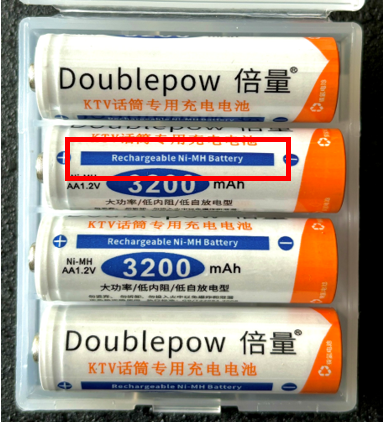 Doublepow 倍量®
KTV话筒专用充电电池
KTV话筒专用充电电池
Rechargeable Ni-MH Battery
Ni-MH
AA1.2V
3200 mAh
大功率/低内阻/低自放电型
KTV话筒专用充电电池
Rechargeable Ni-MH Battery
Ni-MH
AA1.2V
3200 mAh
大功率/低内阻/低自放电型
Doublepow 倍量®
KTV话筒专用充电电池
Rechargeable Ni-MH Battery